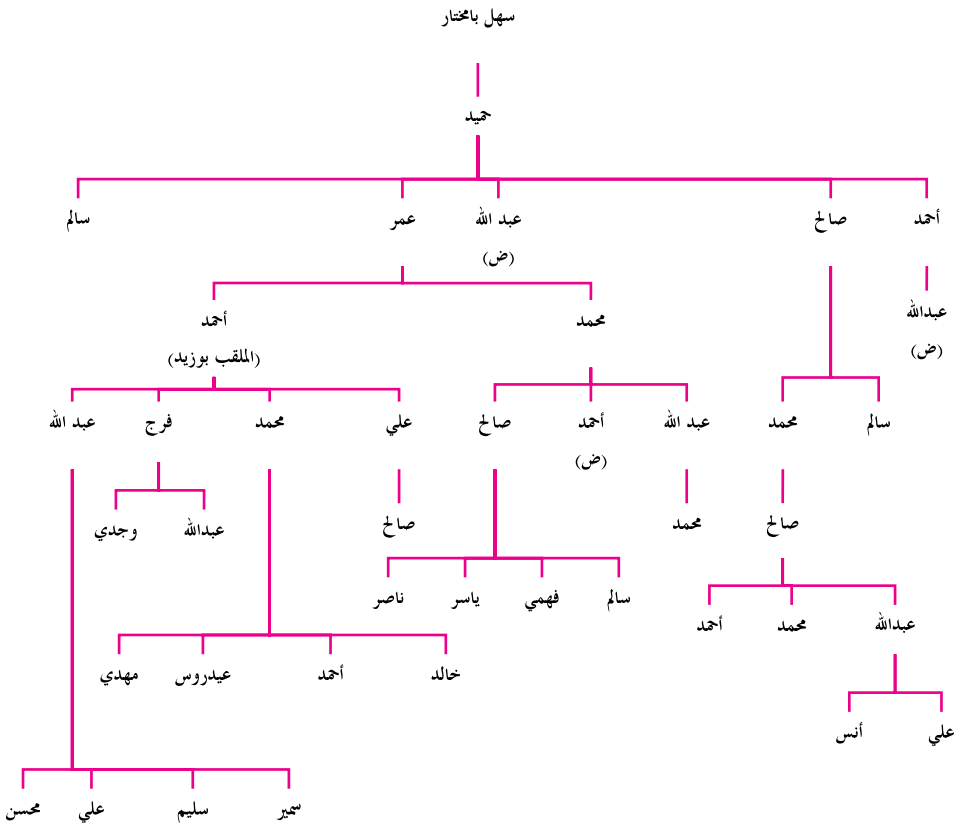 سهل بامختار
حميد
أحمد صالح عبد الله عمر سالم
(ض)
عبدالله
(ض)
محمد أحمد
(الملقب بوزيد)
سالم محمد عبد الله أحمد صالح علي محمد فرج عبد الله
(ض)
صالح محمد صالح عبدالله وجدي
سالم فهمي ياسر ناصر
عبدالله محمد أحمد
خالد أحمد عيدروس مهدي
علي أنس
سمير سليم علي محسن